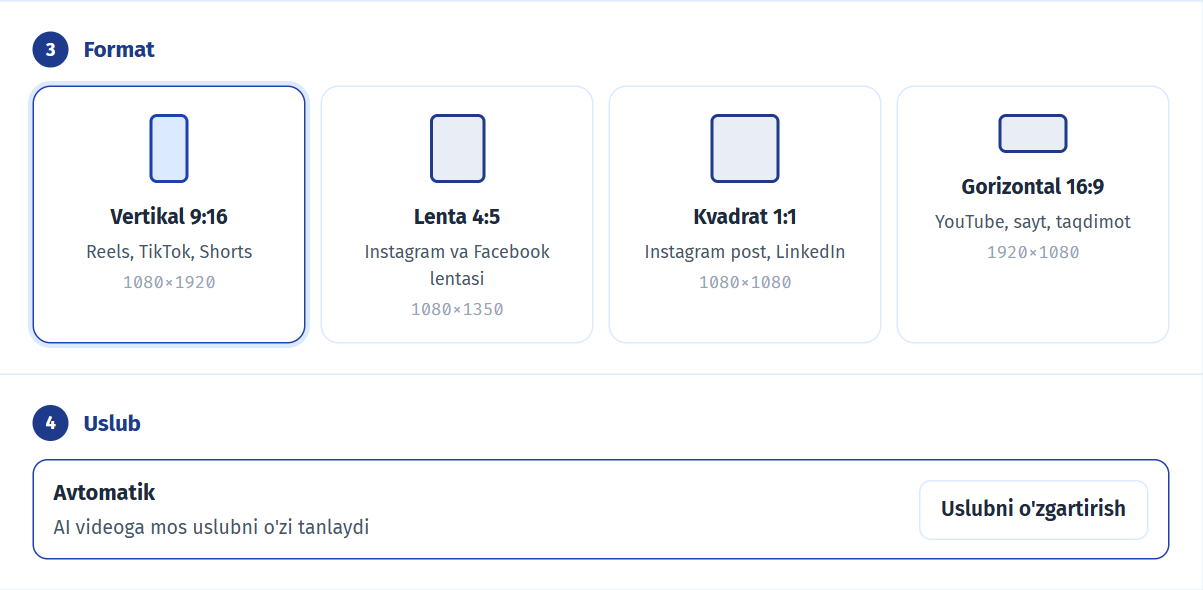 3 Format
Vertikal 9:16
Reels, TikTok, Shorts
1080×1920
Lenta 4:5
Instagram va Facebook
lentasi
1080×1350
Kvadrat 1:1
Instagram post, LinkedIn
1080×1080
Gorizontal 16:9
YouTube, sayt, taqdimot
1920×1080
4 Uslub
Avtomatik
AI videoga mos uslubni o'zi tanlaydi
Uslubni o'zgartirish